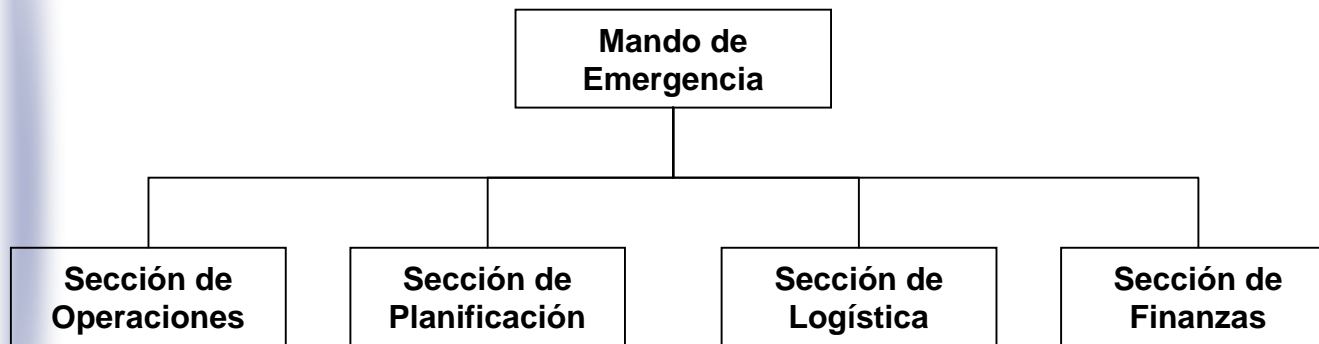 Mando de
Emergencia
Sección de
Operaciones
Sección de
Planificación
Sección de
Logística
Sección de
Finanzas